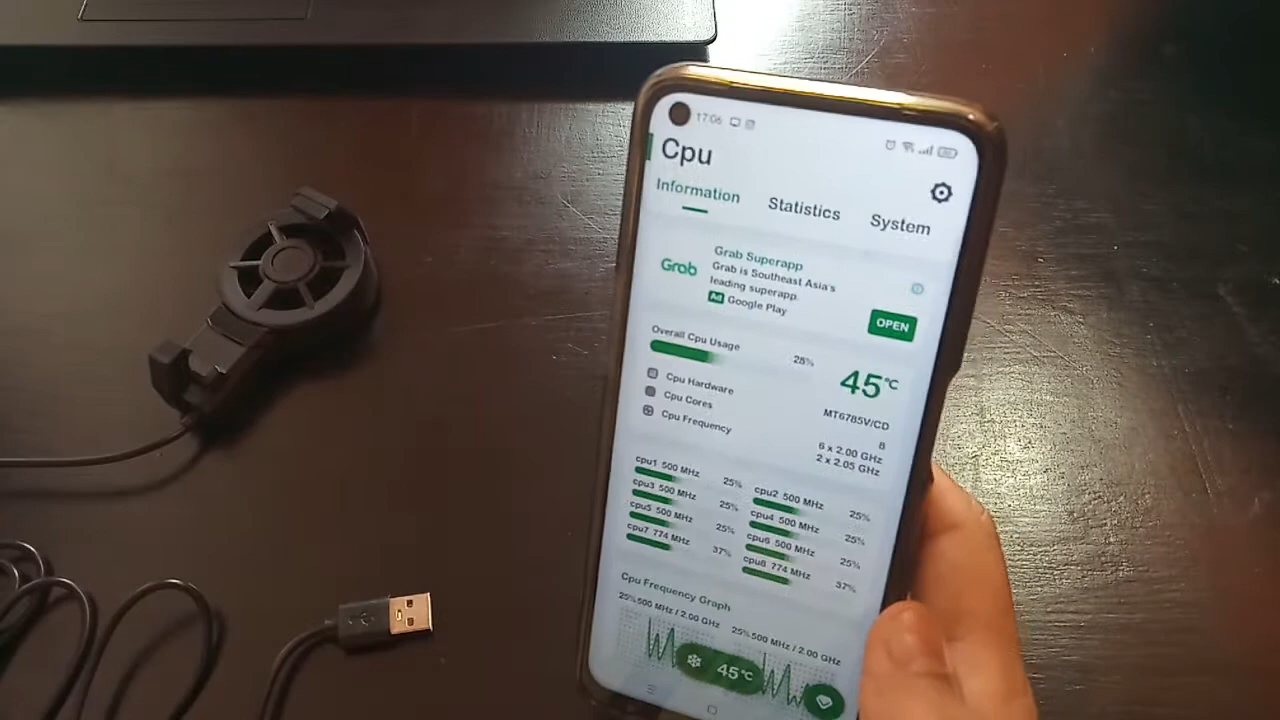 17:06
Cpu
Information
Statistics
System
Grab
Grab Superapp
Grab is Southeast Asia's
leading superapp
Ad Google Play
OPEN
Overall Cpu Usage
28%
45°C
Cpu Hardware
MT6785V/CD
Cpu Cores
8
Cpu Frequency
6 x 2.00 GHz
2 x 2.05 GHz
cpu1 500 MHz 25%
cpu2 500 MHz 25%
cpu3 500 MHz 25%
cpu4 500 MHz 25%
cpu5 500 MHz 25%
cpu6 500 MHz 25%
cpu7 774 MHz 37%
cpu8 774 MHz 37%
Cpu Frequency Graph
25% 500 MHz / 2.00 GHz
25% 500 MHz / 2.00 GHz
45°C